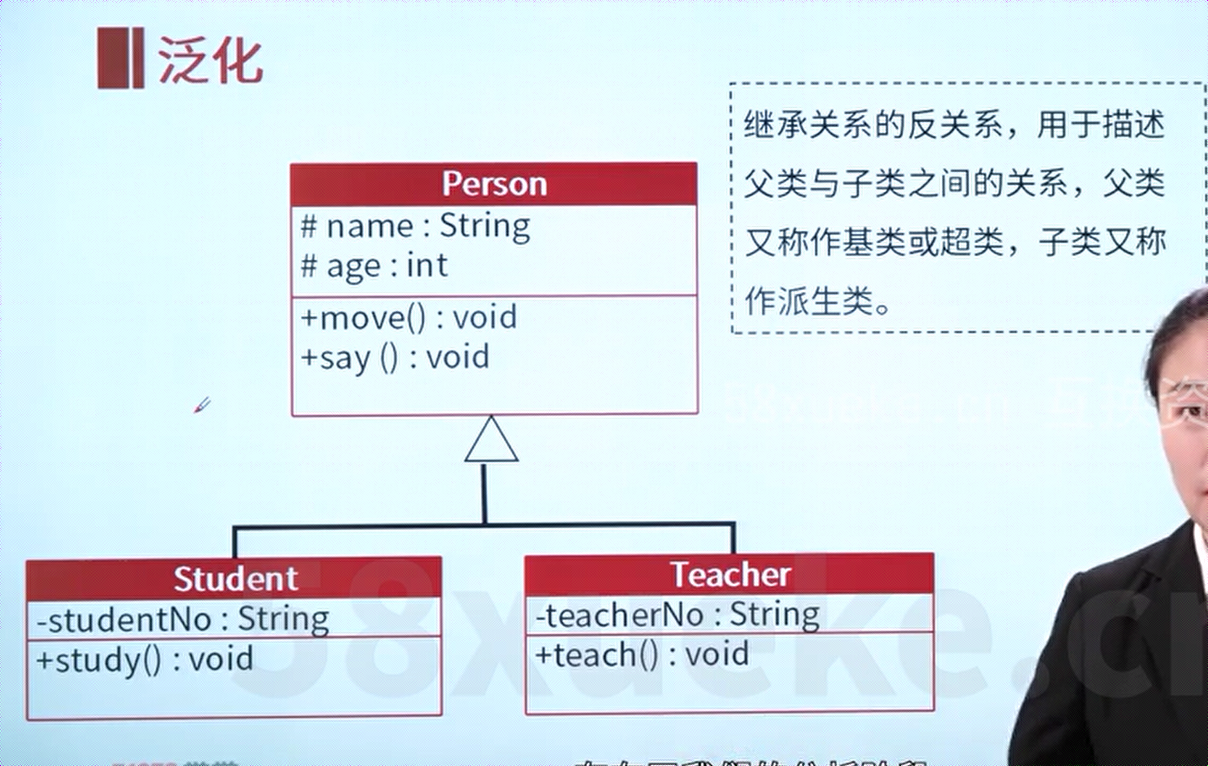 泛化
继承关系的反关系，用于描述
父类与子类之间的关系，父类
又称作基类或超类，子类又称
作派生类。
Person
# name : String
# age : int
+move() : void
+say () : void
Student
-studentNo : String
+study() : void
Teacher
-teacherNo : String
+teach() : void
58xueke.cn